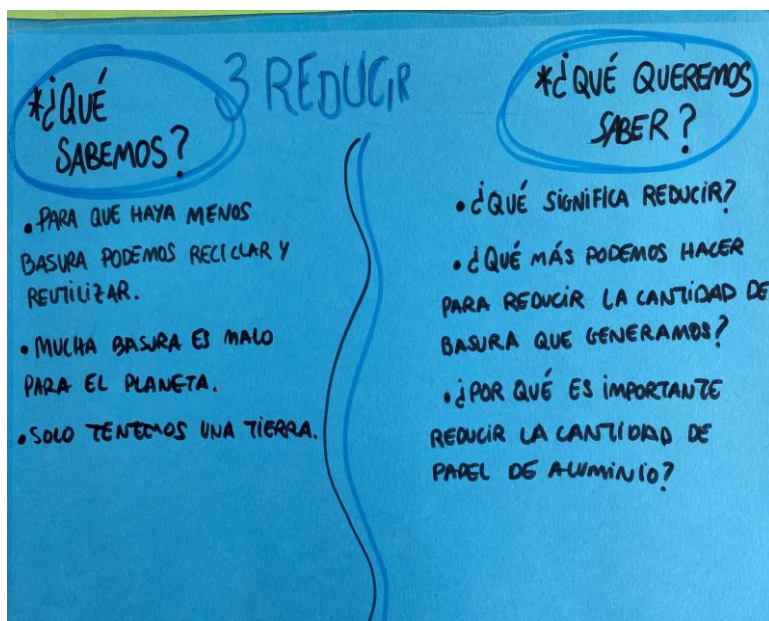 3 REDUCIR
*¿QUÉ
SABEMOS?
• PARA QUE HAYA MENOS
BASURA PODEMOS RECICLAR Y
REUTILIZAR.
• MUCHA BASURA ES MALO
PARA EL PLANETA.
• SOLO TENEMOS UNA TIERRA.
*¿QUÉ QUEREMOS
SABER?
• ¿QUÉ SIGNIFICA REDUCIR?
• ¿QUÉ MÁS PODEMOS HACER
PARA REDUCIR LA CANTIDAD DE
BASURA QUE GENERAMOS?
• ¿POR QUÉ ES IMPORTANTE
REDUCIR LA CANTIDAD DE
PAPEL DE ALUMINIO?